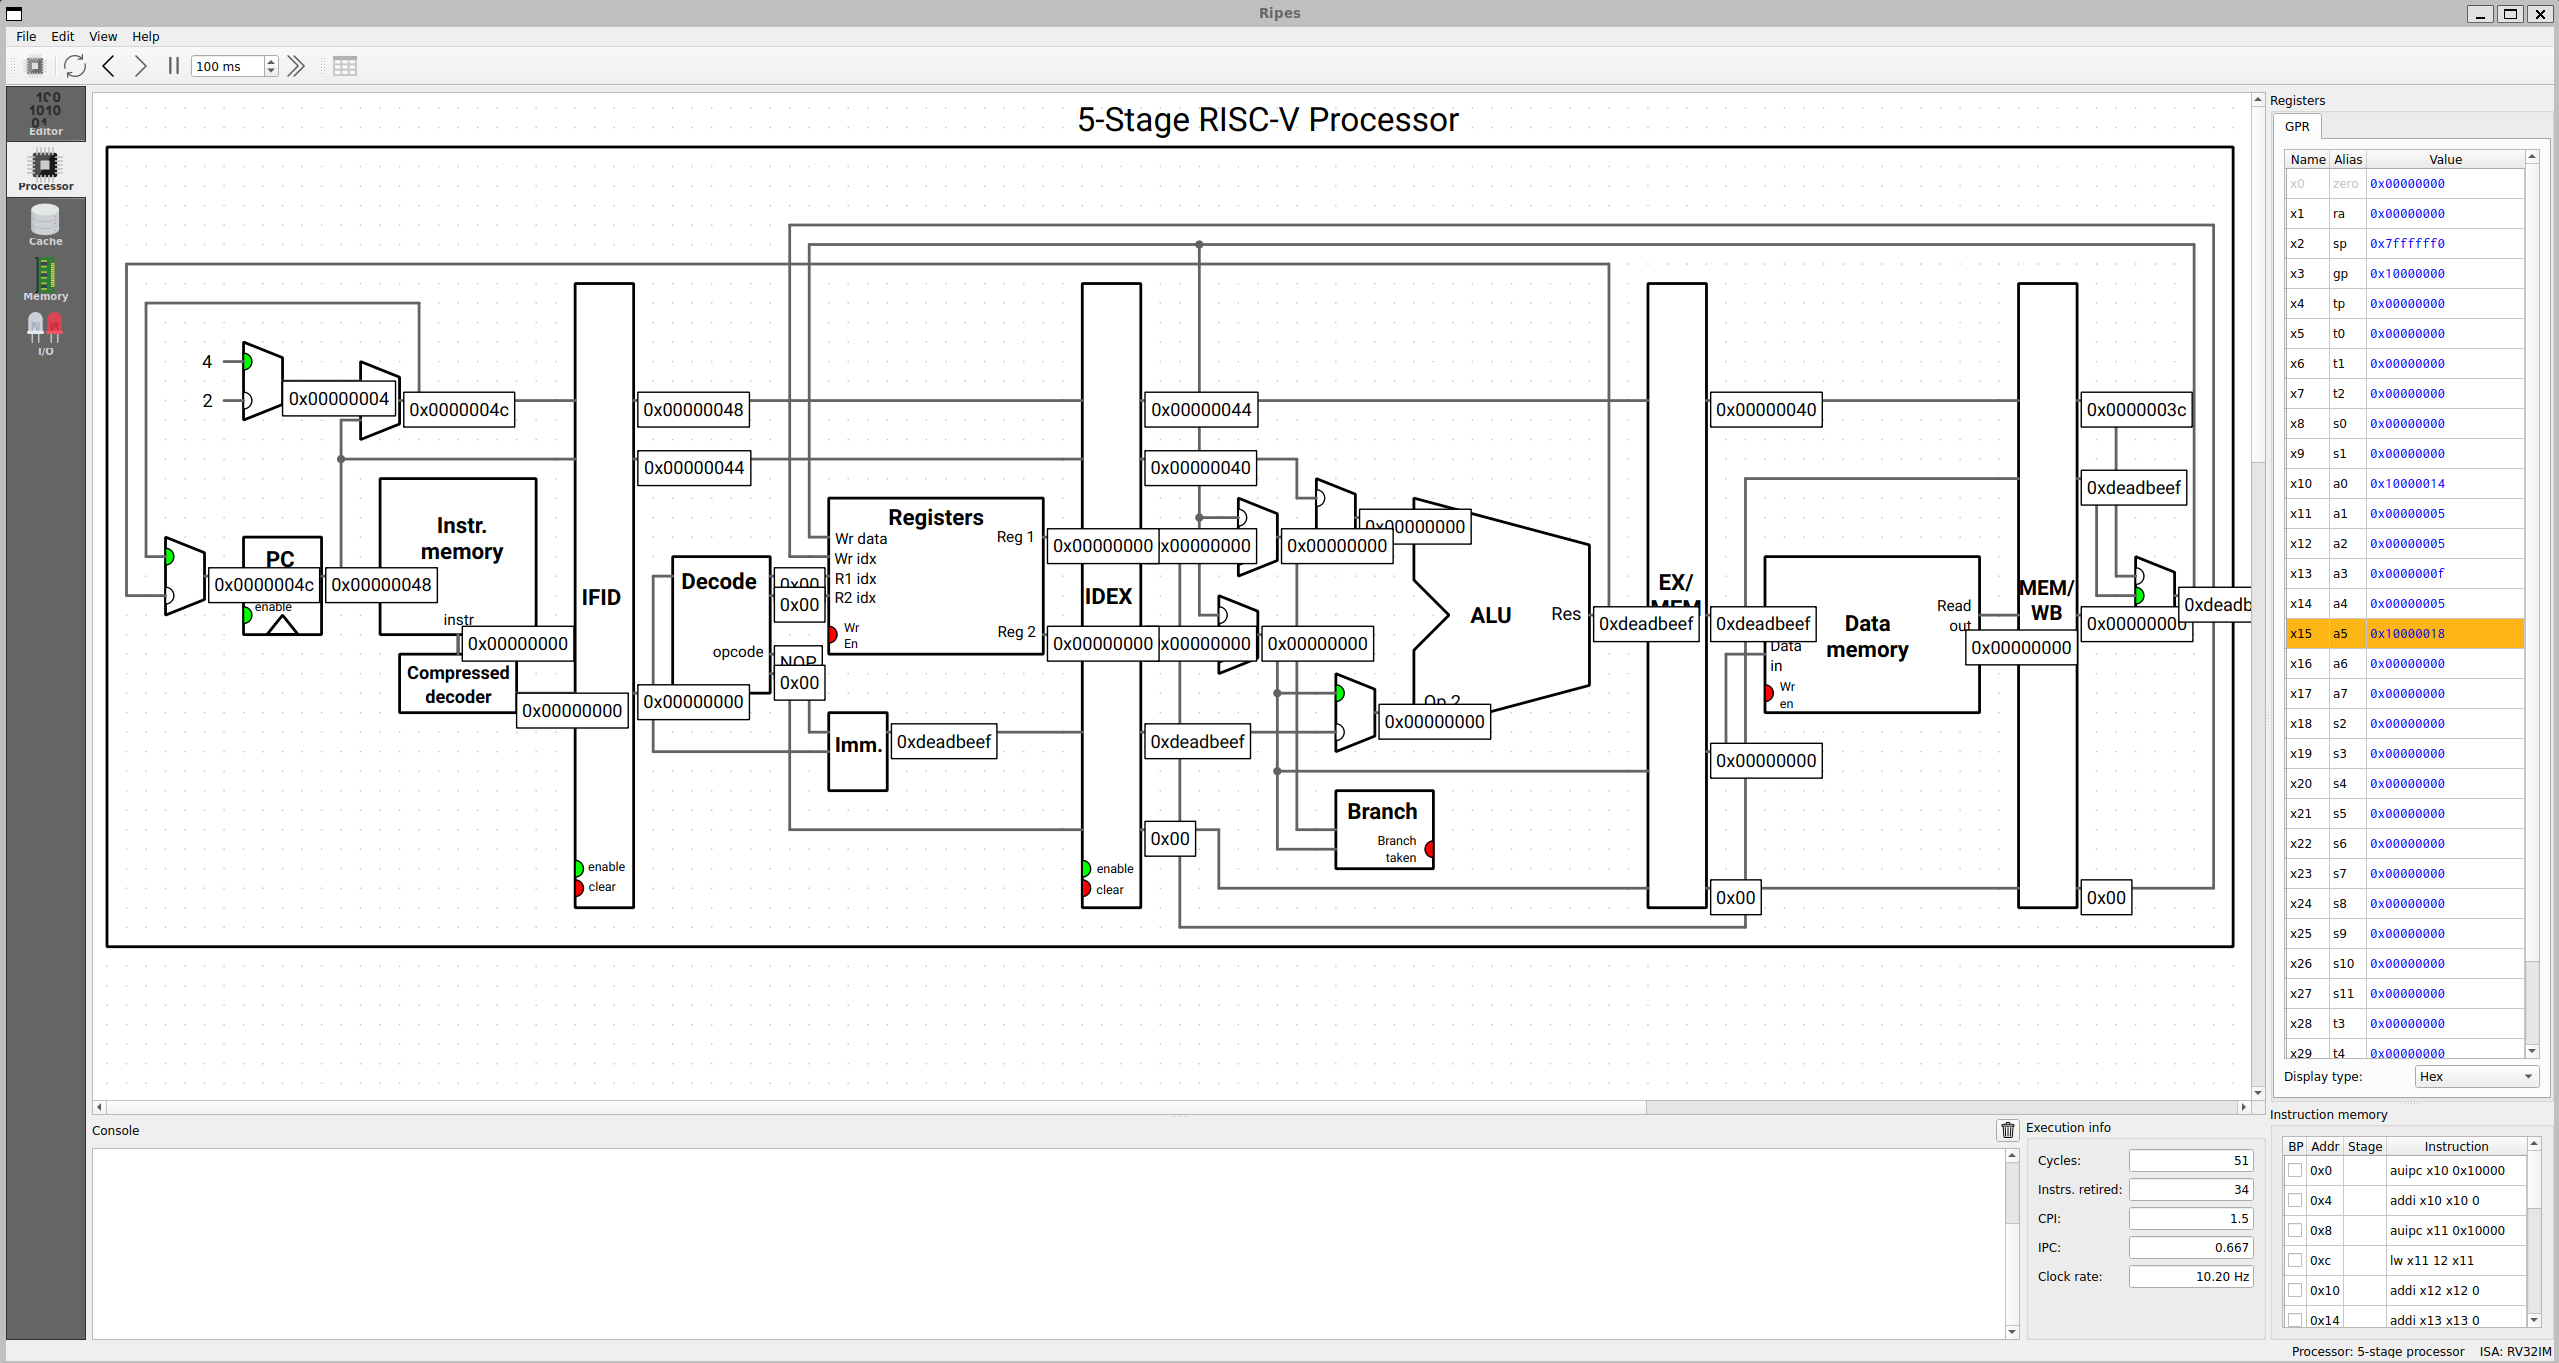 Ripes
File Edit View Help
100 ms
Editor
Processor
Cache
Memory
I/O
5-Stage RISC-V Processor
4
2
0x00000004
0x0000004c
0x00000048
0x00000044
0x00000044
0x00000040
0x00000040
0x0000003c
0xdeadbeef
PC
enable
0x0000004c
0x00000048
Instr.
memory
instr
0x00000000
Compressed
decoder
0x00000000
IFID
enable
clear
0x00000000
Decode
opcode
0x00
0x00
NOP
0x00
Registers
Wr data
Wr idx
R1 idx
R2 idx
Wr
En
Reg 1
Reg 2
0x00000000
0x00000000
Imm.
0xdeadbeef
IDEX
enable
clear
x00000000
x00000000
0xdeadbeef
0x00
0x00000000
0x00000000
0x00000000
0x00000000
Op 2
ALU
Res
0xdeadbeef
Branch
Branch
taken
EX/
MEM
0xdeadbeef
0x00000000
0x00
Data
memory
Data
in
Wr
en
Read
out
0x00000000
MEM/
WB
0x00000000
0x00
0xdeadb
Console
Registers
GPR
Name Alias Value
x0 zero 0x00000000
x1 ra 0x00000000
x2 sp 0x7ffffff0
x3 gp 0x10000000
x4 tp 0x00000000
x5 t0 0x00000000
x6 t1 0x00000000
x7 t2 0x00000000
x8 s0 0x00000000
x9 s1 0x00000000
x10 a0 0x10000014
x11 a1 0x00000005
x12 a2 0x00000005
x13 a3 0x0000000f
x14 a4 0x00000005
x15 a5 0x10000018
x16 a6 0x00000000
x17 a7 0x00000000
x18 s2 0x00000000
x19 s3 0x00000000
x20 s4 0x00000000
x21 s5 0x00000000
x22 s6 0x00000000
x23 s7 0x00000000
x24 s8 0x00000000
x25 s9 0x00000000
x26 s10 0x00000000
x27 s11 0x00000000
x28 t3 0x00000000
x29 t4 0x00000000
Display type: Hex
Execution info
Cycles: 51
Instrs. retired: 34
CPI: 1.5
IPC: 0.667
Clock rate: 10.20 Hz
Instruction memory
BP Addr Stage Instruction
0x0 auipc x10 0x10000
0x4 addi x10 x10 0
0x8 auipc x11 0x10000
0xc lw x11 12 x11
0x10 addi x12 x12 0
0x14 addi x13 x13 0
Processor: 5-stage processor ISA: RV32IM